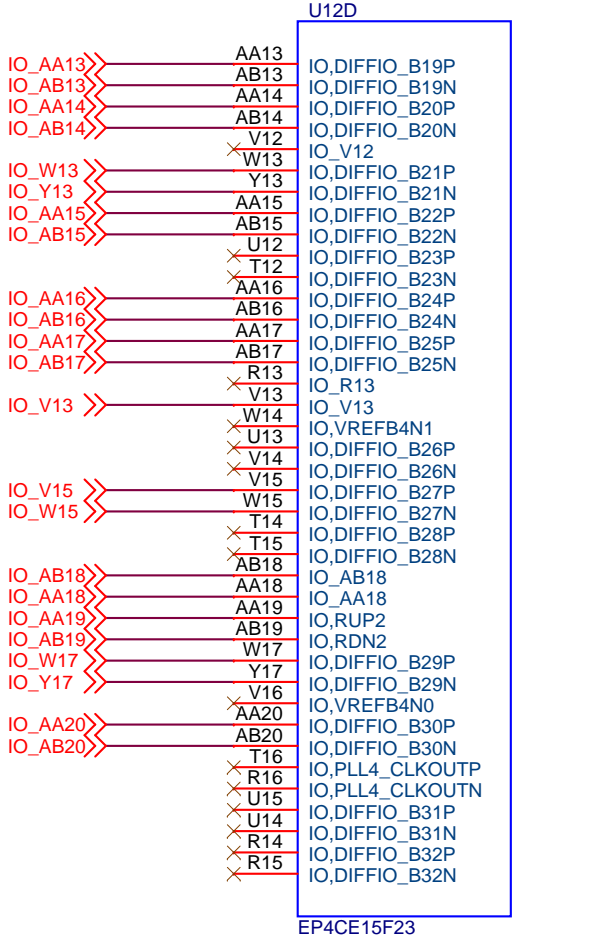 U12D
IO_AA13 AA13 IO,DIFFIO_B19P
IO_AB13 AB13 IO,DIFFIO_B19N
IO_AA14 AA14 IO,DIFFIO_B20P
IO_AB14 AB14 IO,DIFFIO_B20N
V12 IO_V12
IO_W13 W13 IO,DIFFIO_B21P
IO_Y13 Y13 IO,DIFFIO_B21N
IO_AA15 AA15 IO,DIFFIO_B22P
IO_AB15 AB15 IO,DIFFIO_B22N
U12 IO,DIFFIO_B23P
T12 IO,DIFFIO_B23N
IO_AA16 AA16 IO,DIFFIO_B24P
IO_AB16 AB16 IO,DIFFIO_B24N
IO_AA17 AA17 IO,DIFFIO_B25P
IO_AB17 AB17 IO,DIFFIO_B25N
R13 IO_R13
IO_V13 V13 IO_V13
W14 IO,VREFB4N1
U13 IO,DIFFIO_B26P
V14 IO,DIFFIO_B26N
IO_V15 V15 IO,DIFFIO_B27P
IO_W15 W15 IO,DIFFIO_B27N
T14 IO,DIFFIO_B28P
T15 IO,DIFFIO_B28N
IO_AB18 AB18 IO_AB18
IO_AA18 AA18 IO_AA18
IO_AA19 AA19 IO,RUP2
IO_AB19 AB19 IO,RDN2
IO_W17 W17 IO,DIFFIO_B29P
IO_Y17 Y17 IO,DIFFIO_B29N
V16 IO,VREFB4N0
IO_AA20 AA20 IO,DIFFIO_B30P
IO_AB20 AB20 IO,DIFFIO_B30N
T16 IO,PLL4_CLKOUTP
R16 IO,PLL4_CLKOUTN
U15 IO,DIFFIO_B31P
U14 IO,DIFFIO_B31N
R14 IO,DIFFIO_B32P
R15 IO,DIFFIO_B32N
EP4CE15F23